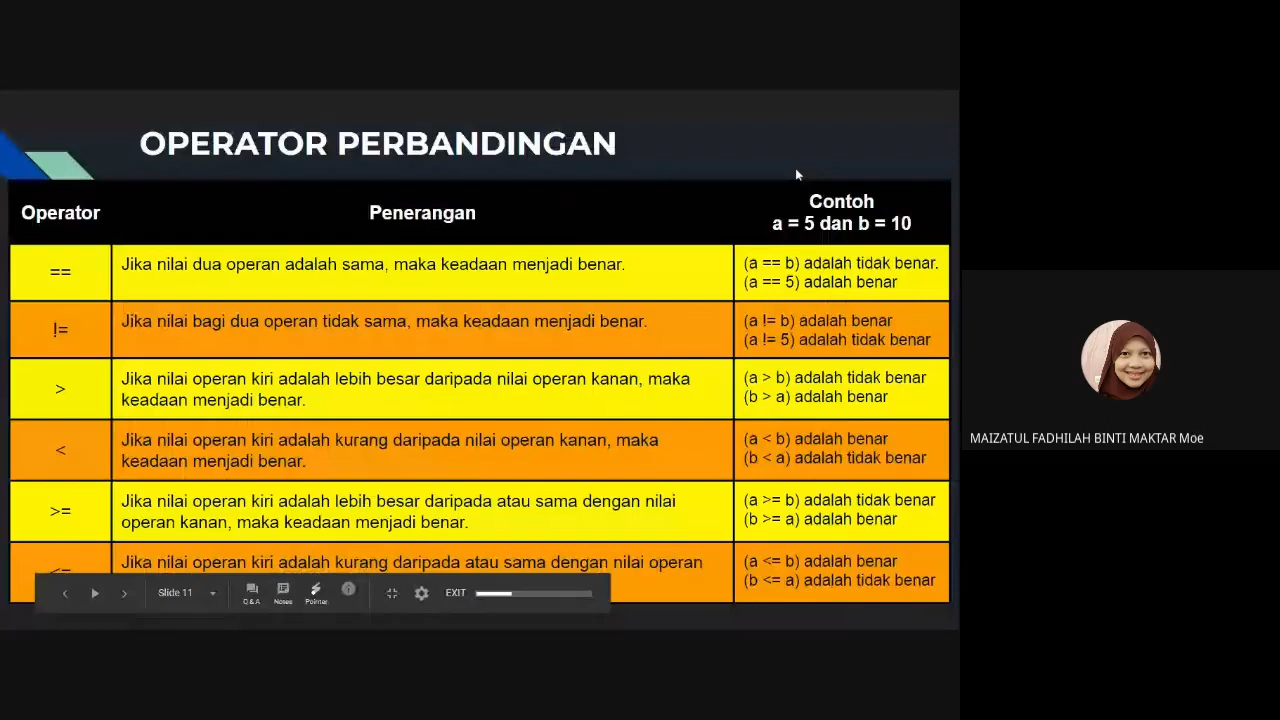 OPERATOR PERBANDINGAN
Operator
Penerangan
Contoh
a = 5 dan b = 10
==
Jika nilai dua operan adalah sama, maka keadaan menjadi benar.
(a == b) adalah tidak benar.
(a == 5) adalah benar
!=
Jika nilai bagi dua operan tidak sama, maka keadaan menjadi benar.
(a != b) adalah benar
(a != 5) adalah tidak benar
>
Jika nilai operan kiri adalah lebih besar daripada nilai operan kanan, maka
keadaan menjadi benar.
(a > b) adalah tidak benar
(b > a) adalah benar
<
Jika nilai operan kiri adalah kurang daripada nilai operan kanan, maka
keadaan menjadi benar.
(a < b) adalah benar
(b < a) adalah tidak benar
>=
Jika nilai operan kiri adalah lebih besar daripada atau sama dengan nilai
operan kanan, maka keadaan menjadi benar.
(a >= b) adalah tidak benar
(b >= a) adalah benar
<=
Jika nilai operan kiri adalah kurang daripada atau sama dengan nilai operan
(a <= b) adalah benar
(b <= a) adalah tidak benar
Slide 11
Q & A
Notes
Pointer
EXIT
MAIZATUL FADHILAH BINTI MAKTAR Moe